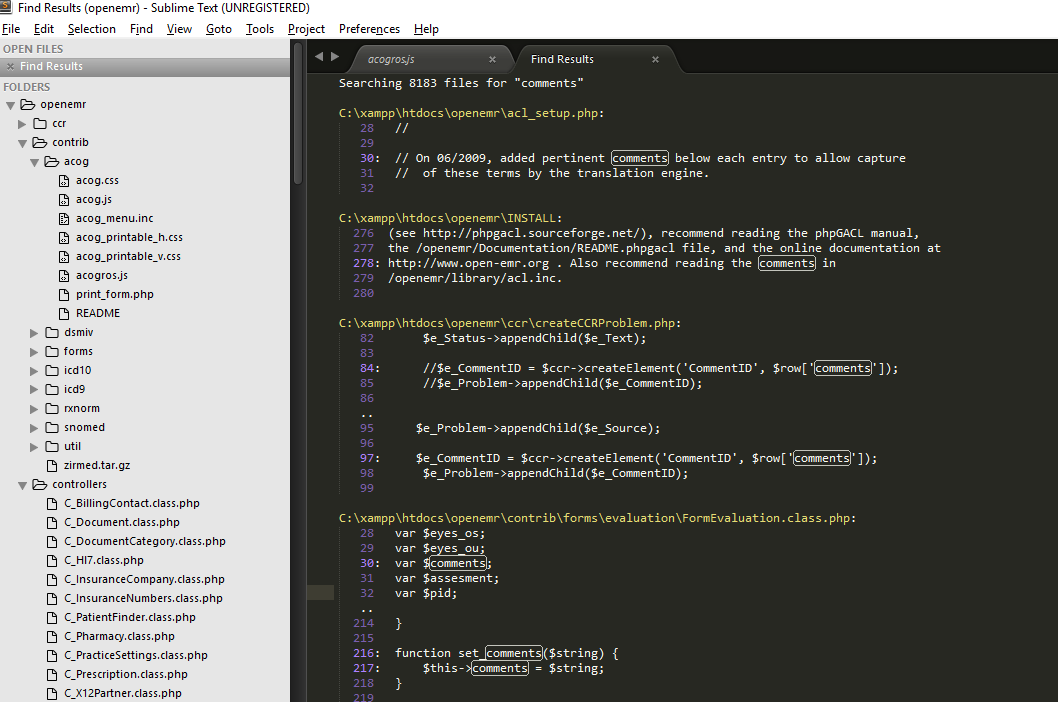 Find Results (openemr) - Sublime Text (UNREGISTERED)
File Edit Selection Find View Goto Tools Project Preferences Help
OPEN FILES
× Find Results
FOLDERS
openemr
ccr
contrib
acog
acog.css
acog.js
acog_menu.inc
acog_printable_h.css
acog_printable_v.css
acogros.js
print_form.php
README
dsmiv
forms
icd10
icd9
rxnorm
snomed
util
zirmed.tar.gz
controllers
C_BillingContact.class.php
C_Document.class.php
C_DocumentCategory.class.php
C_Hl7.class.php
C_InsuranceCompany.class.php
C_InsuranceNumbers.class.php
C_PatientFinder.class.php
C_Pharmacy.class.php
C_PracticeSettings.class.php
C_Prescription.class.php
C_X12Partner.class.php
acogros.js × Find Results ×
Searching 8183 files for "comments"
C:\xampp\htdocs\openemr\acl_setup.php:
28 //
29
30: // On 06/2009, added pertinent comments below each entry to allow capture
31 //  of these terms by the translation engine.
32
C:\xampp\htdocs\openemr\INSTALL:
276 (see http://phpgacl.sourceforge.net/), recommend reading the phpGACL manual,
277 the /openemr/Documentation/README.phpgacl file, and the online documentation at
278: http://www.open-emr.org . Also recommend reading the comments in
279 /openemr/library/acl.inc.
280
C:\xampp\htdocs\openemr\ccr\createCCRProblem.php:
82 $e_Status->appendChild($e_Text);
83
84: //$e_CommentID = $ccr->createElement('CommentID', $row['comments']);
85 //$e_Problem->appendChild($e_CommentID);
86
..
95 $e_Problem->appendChild($e_Source);
96
97: $e_CommentID = $ccr->createElement('CommentID', $row['comments']);
98 $e_Problem->appendChild($e_CommentID);
99
C:\xampp\htdocs\openemr\contrib\forms\evaluation\FormEvaluation.class.php:
28 var $eyes_os;
29 var $eyes_ou;
30: var $comments;
31 var $assesment;
32 var $pid;
..
214 }
215
216: function set_comments($string) {
217: $this->comments = $string;
218 }
219